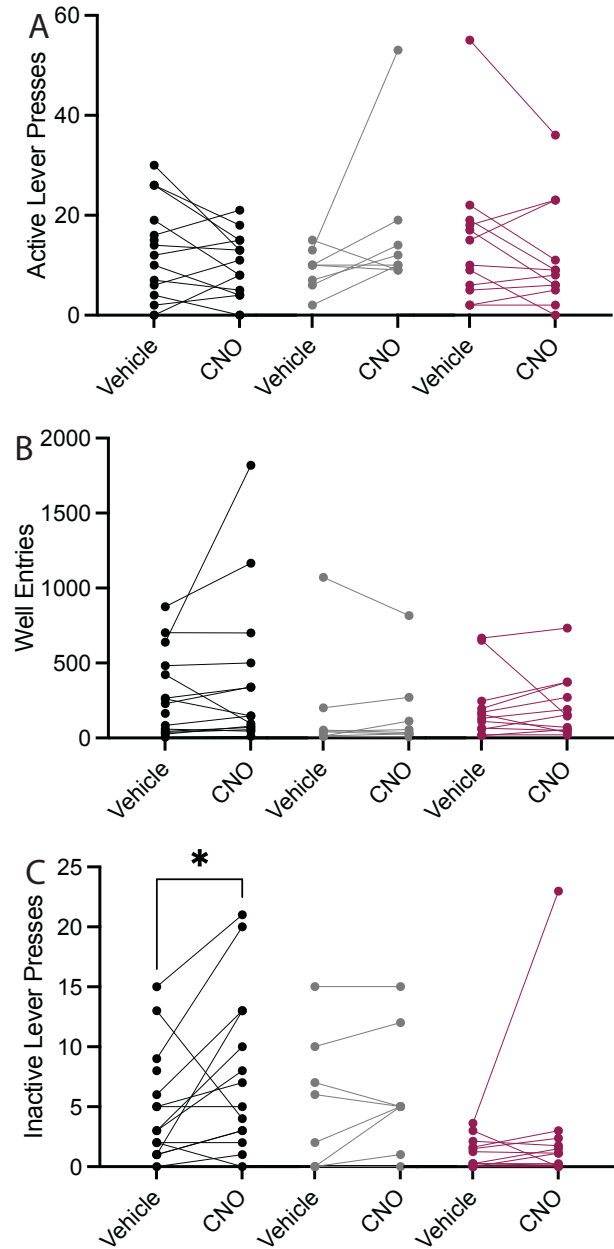 A
Active Lever Presses
60
40
20
0
Vehicle
CNO
Vehicle
CNO
Vehicle
CNO
B
Well Entries
2000
1500
1000
500
0
Vehicle
CNO
Vehicle
CNO
Vehicle
CNO
C
Inactive Lever Presses
25
20
15
10
5
0
*
Vehicle
CNO
Vehicle
CNO
Vehicle
CNO